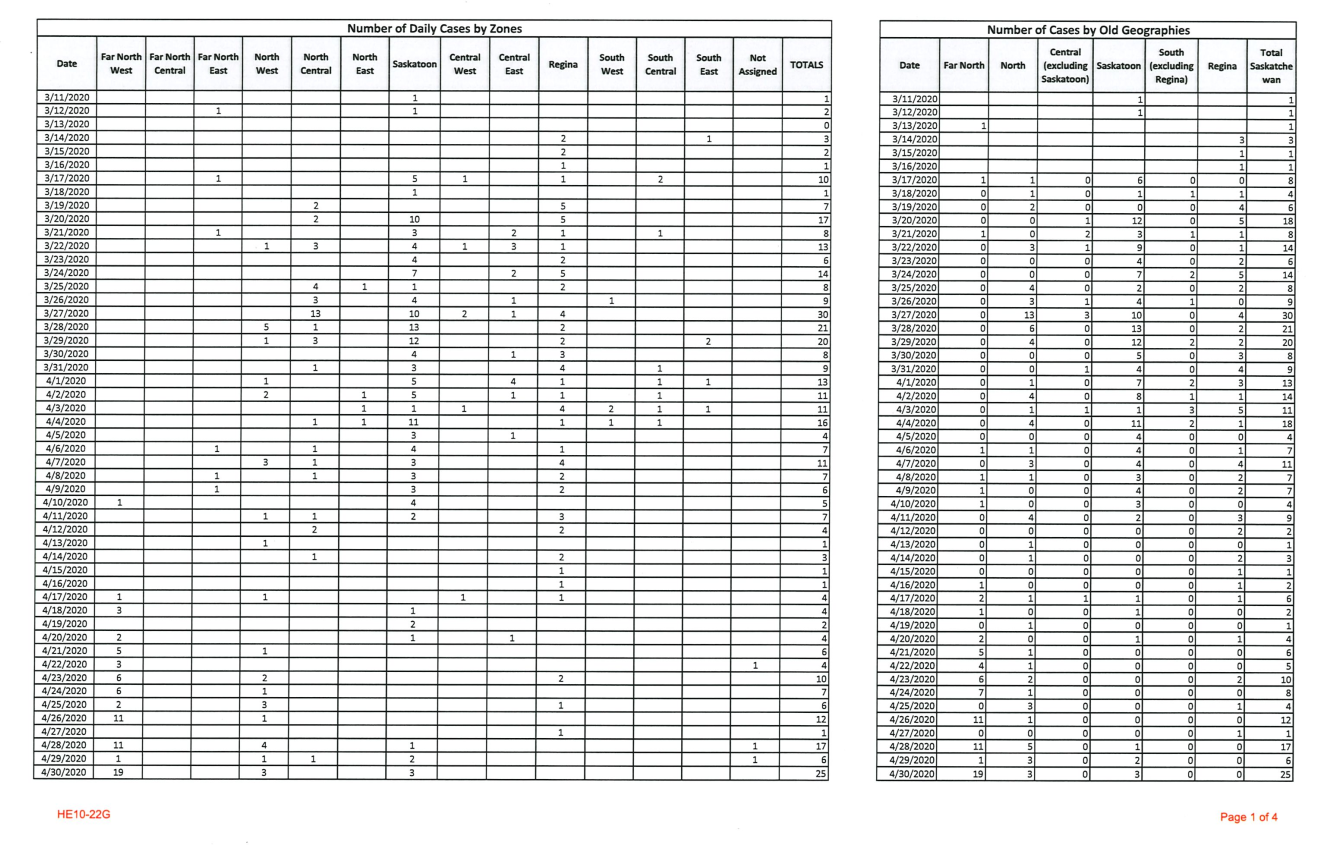 Number of Daily Cases by Zones
Date Far North West Far North Central Far North East North West North Central North East Saskatoon Central West Central East Regina South West South Central South East Not Assigned TOTALS
3/11/2020 1 1
3/12/2020 1 1 2
3/13/2020 0
3/14/2020 2 1 3
3/15/2020 2 2
3/16/2020 1 1
3/17/2020 1 5 1 1 2 10
3/18/2020 1 1
3/19/2020 2 5 7
3/20/2020 2 10 5 17
3/21/2020 1 3 2 1 1 8
3/22/2020 1 3 4 1 3 1 13
3/23/2020 4 2 6
3/24/2020 7 2 5 14
3/25/2020 4 1 1 2 8
3/26/2020 3 4 1 1 9
3/27/2020 13 10 2 1 4 30
3/28/2020 5 1 13 2 21
3/29/2020 1 3 12 2 2 20
3/30/2020 4 1 3 8
3/31/2020 1 3 4 1 9
4/1/2020 1 5 4 1 1 1 13
4/2/2020 2 1 5 1 1 1 11
4/3/2020 1 1 1 4 2 1 1 11
4/4/2020 1 1 11 1 1 1 16
4/5/2020 3 1 4
4/6/2020 1 1 4 1 7
4/7/2020 3 1 3 4 11
4/8/2020 1 1 3 2 7
4/9/2020 1 3 2 6
4/10/2020 1 4 5
4/11/2020 1 1 2 3 7
4/12/2020 2 2 4
4/13/2020 1 1
4/14/2020 1 2 3
4/15/2020 1 1
4/16/2020 1 1
4/17/2020 1 1 1 1 4
4/18/2020 3 1 4
4/19/2020 2 2
4/20/2020 2 1 1 4
4/21/2020 5 1 6
4/22/2020 3 1 4
4/23/2020 6 2 2 10
4/24/2020 6 1 7
4/25/2020 2 3 1 6
4/26/2020 11 1 12
4/27/2020 1 1
4/28/2020 11 4 1 1 17
4/29/2020 1 1 1 2 1 6
4/30/2020 19 3 3 25
Number of Cases by Old Geographies
Date Far North North Central (excluding Saskatoon) Saskatoon South (excluding Regina) Regina Total Saskatche wan
3/11/2020 1 1
3/12/2020 1 1
3/13/2020 1 1
3/14/2020 3 3
3/15/2020 1 1
3/16/2020 1 1
3/17/2020 1 1 0 6 0 0 8
3/18/2020 0 1 0 1 1 1 4
3/19/2020 0 2 0 0 0 4 6
3/20/2020 0 0 1 12 0 5 18
3/21/2020 1 0 2 3 1 1 8
3/22/2020 0 3 1 9 0 1 14
3/23/2020 0 0 0 4 0 2 6
3/24/2020 0 0 0 7 2 5 14
3/25/2020 0 4 0 2 0 2 8
3/26/2020 0 3 1 4 1 0 9
3/27/2020 0 13 3 10 0 4 30
3/28/2020 0 6 0 13 0 2 21
3/29/2020 0 4 0 12 2 2 20
3/30/2020 0 0 0 5 0 3 8
3/31/2020 0 0 1 4 0 4 9
4/1/2020 0 1 0 7 2 3 13
4/2/2020 0 4 0 8 1 1 14
4/3/2020 0 1 1 1 3 5 11
4/4/2020 0 4 0 11 2 1 18
4/5/2020 0 0 0 4 0 0 4
4/6/2020 1 1 0 4 0 1 7
4/7/2020 0 3 0 4 0 4 11
4/8/2020 1 1 0 3 0 2 7
4/9/2020 1 0 0 4 0 2 7
4/10/2020 1 0 0 3 0 0 4
4/11/2020 0 4 0 2 0 3 9
4/12/2020 0 0 0 0 0 2 2
4/13/2020 0 1 0 0 0 0 1
4/14/2020 0 1 0 0 0 2 3
4/15/2020 0 0 0 0 0 1 1
4/16/2020 1 0 0 0 0 1 2
4/17/2020 2 1 1 1 0 1 6
4/18/2020 1 0 0 1 0 0 2
4/19/2020 0 1 0 0 0 0 1
4/20/2020 2 0 0 1 0 1 4
4/21/2020 5 1 0 0 0 0 6
4/22/2020 4 1 0 0 0 0 5
4/23/2020 6 2 0 0 0 2 10
4/24/2020 7 1 0 0 0 0 8
4/25/2020 0 3 0 0 0 1 4
4/26/2020 11 1 0 0 0 0 12
4/27/2020 0 0 0 0 0 1 1
4/28/2020 11 5 0 1 0 0 17
4/29/2020 1 3 0 2 0 0 6
4/30/2020 19 3 0 3 0 0 25
HE10-22G
Page 1 of 4